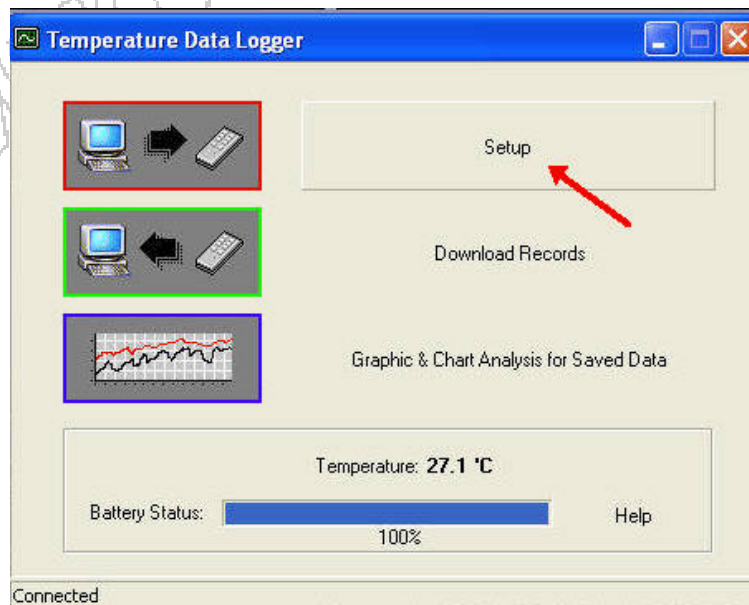 Temperature Data Logger
Setup
Download Records
Graphic & Chart Analysis for Saved Data
Temperature: 27.1 'C
Battery Status:
100%
Help
Connected